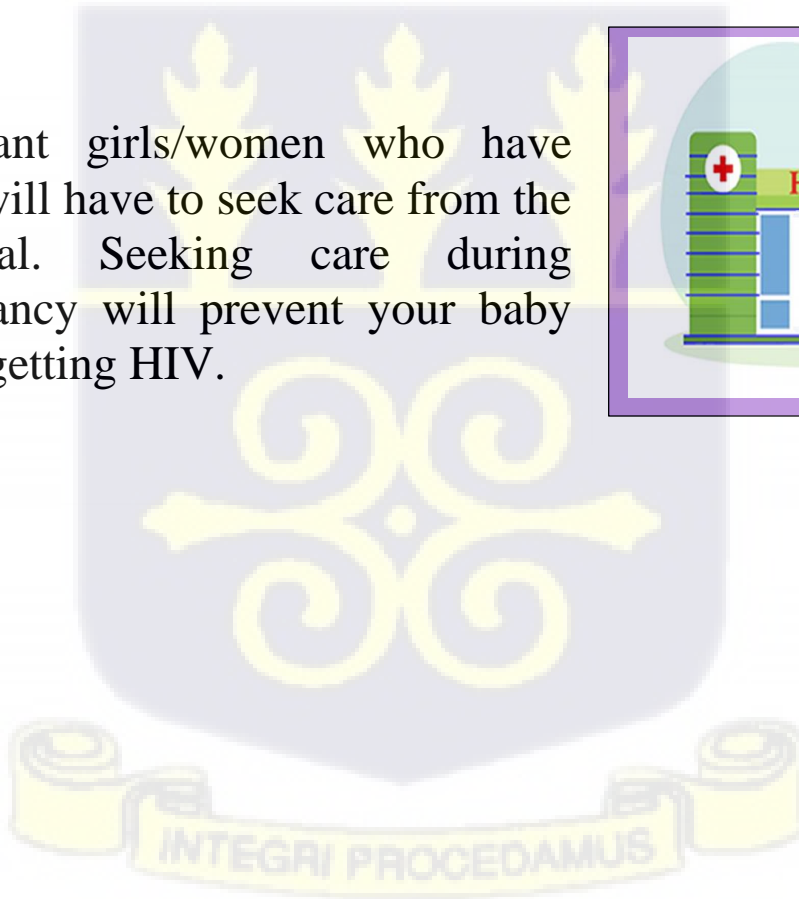 ant girls/women who have
will have to seek care from the
al. Seeking care during
ancy will prevent your baby
getting HIV.
H
INTEGRI PROCEDAMUS